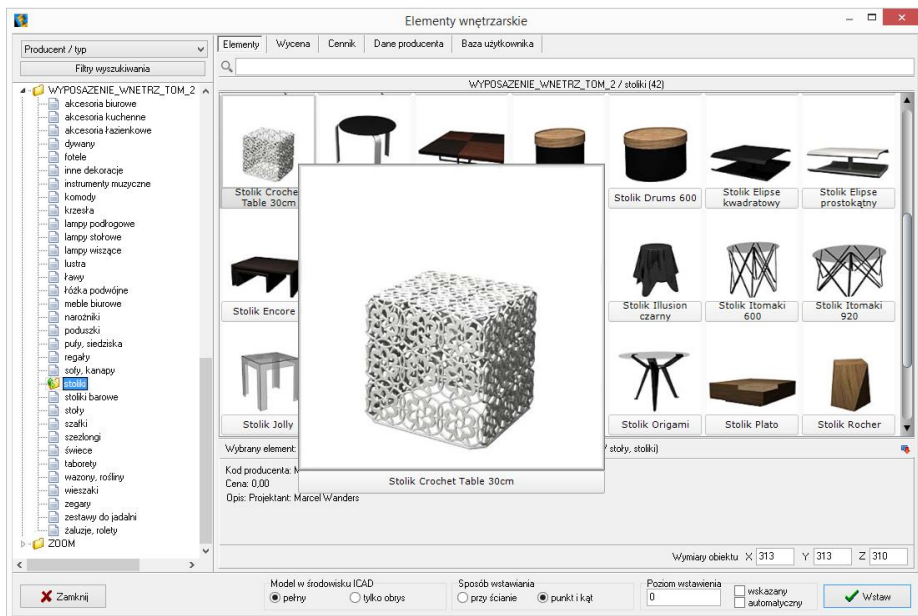 Elementy wnętrzarskie
Producent / typ
Filtry wyszukiwania
WYPOSAZENIE_WNETRZ_TOM_2
akcesoria biurowe
akcesoria kuchenne
akcesoria łazienkowe
dywany
fotele
inne dekoracje
instrumenty muzyczne
komody
krzesła
lampy podłogowe
lampy stołowe
lampy wiszące
lustra
ławy
łóżka podwójne
meble biurowe
narożniki
poduszki
pufy, siedziska
regały
sofy, kanapy
stoliki
stoliki barowe
stoły
szafki
szezlongi
świece
taborety
wazony, rośliny
wieszaki
zegary
zestawy do jadalni
żaluzje, rolety
ZOOM
Elementy Wycena Cennik Dane producenta Baza użytkownika
WYPOSAZENIE_WNETRZ_TOM_2 / stoliki (42)
Stolik Croche
Table 30cm
Stolik Drums 600
Stolik Elipse
kwadratowy
Stolik Elipse
prostokątny
Stolik Encore
Stolik Illusion
czarny
Stolik Itomaki
600
Stolik Itomaki
920
Stolik Jolly
Stolik Origami
Stolik Plato
Stolik Rocher
Stolik Crochet Table 30cm
Wybrany element:
/ stoły, stoliki)
Kod producenta: M
Cena: 0,00
Opis: Projektant: Marcel Wanders
Wymiary obiektu X 313 Y 313 Z 310
Zamknij
Model w środowisku ICAD
pełny tylko obrys
Sposób wstawiania
przy ścianie punkt i kąt
Poziom wstawienia
0
wskazany
automatyczny
Wstaw